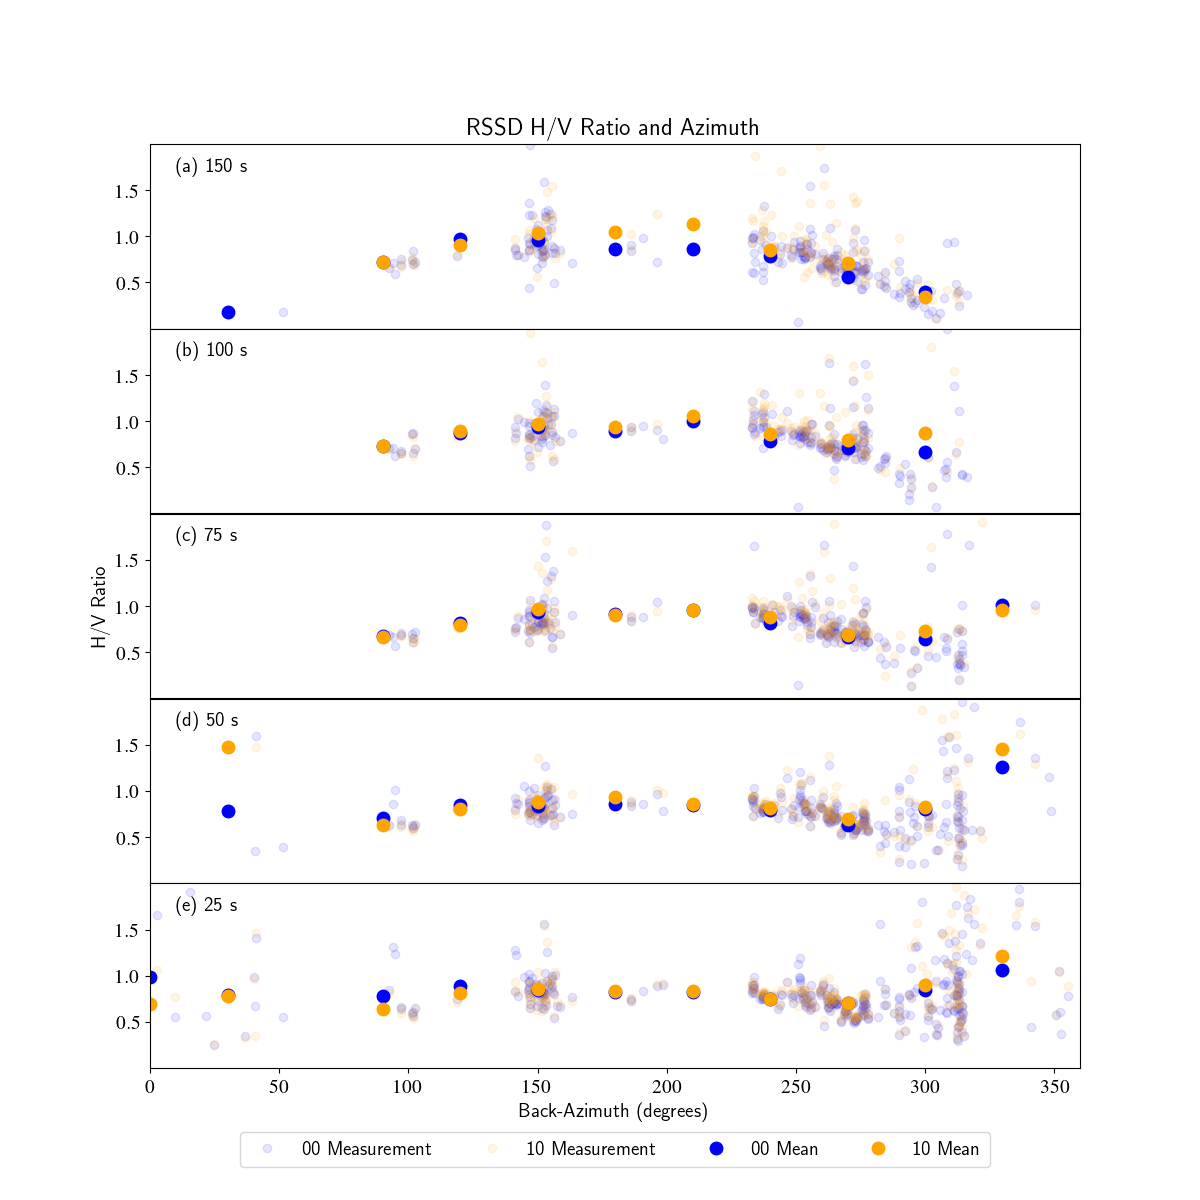 RSSD H/V Ratio and Azimuth
(a) 150 s
1.5
1.0
0.5
(b) 100 s
1.5
1.0
0.5
(c) 75 s
1.5
1.0
0.5
H/V Ratio
(d) 50 s
1.5
1.0
0.5
(e) 25 s
1.5
1.0
0.5
0 50 100 150 200 250 300 350
Back-Azimuth (degrees)
00 Measurement 10 Measurement 00 Mean 10 Mean